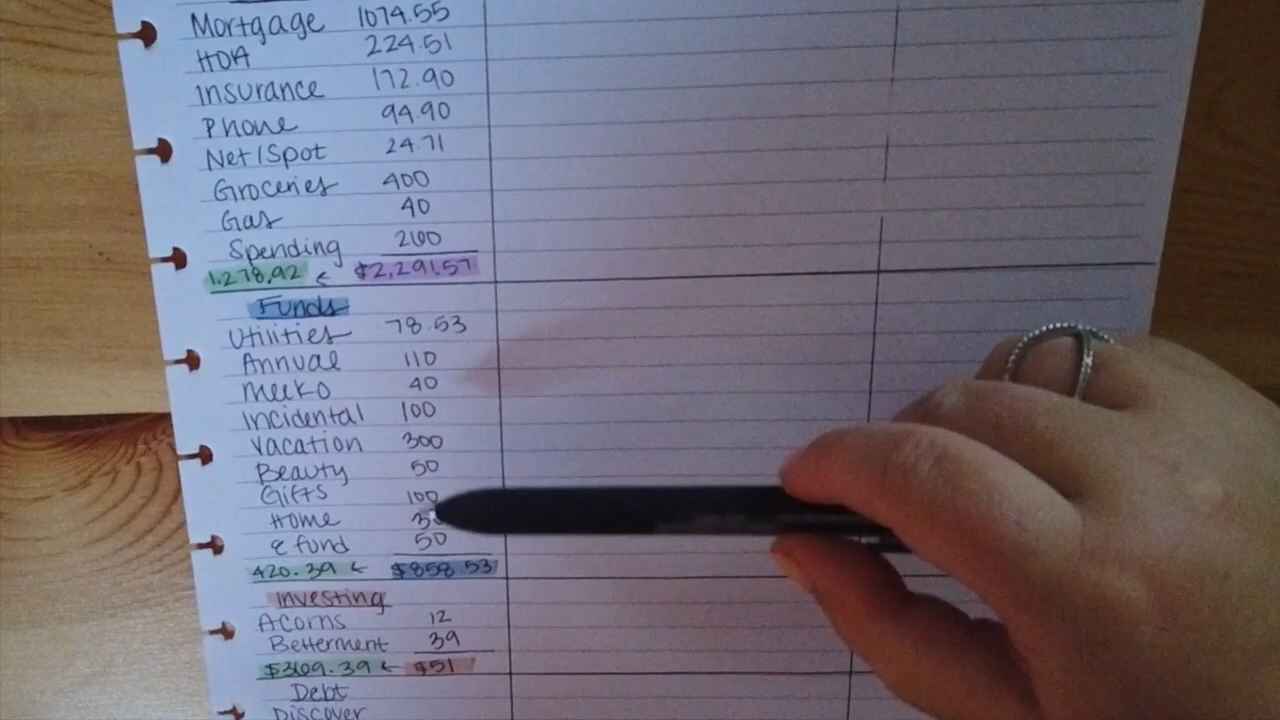 Mortgage 1074.55
HOA 224.51
Insurance 172.90
Phone 94.90
Net/Spot 24.71
Groceries 400
Gas 40
Spending 260
1,278.92 ← $2,291.57
Funds
Utilities 78.53
Annual 110
Meeko 40
Incidental 100
Vacation 300
Beauty 50
Gifts 100
Home
e fund 50
420.39 ← $858.53
Investing
Acorns 12
Betterment 39
$369.39 ← $51
Debt
Discover